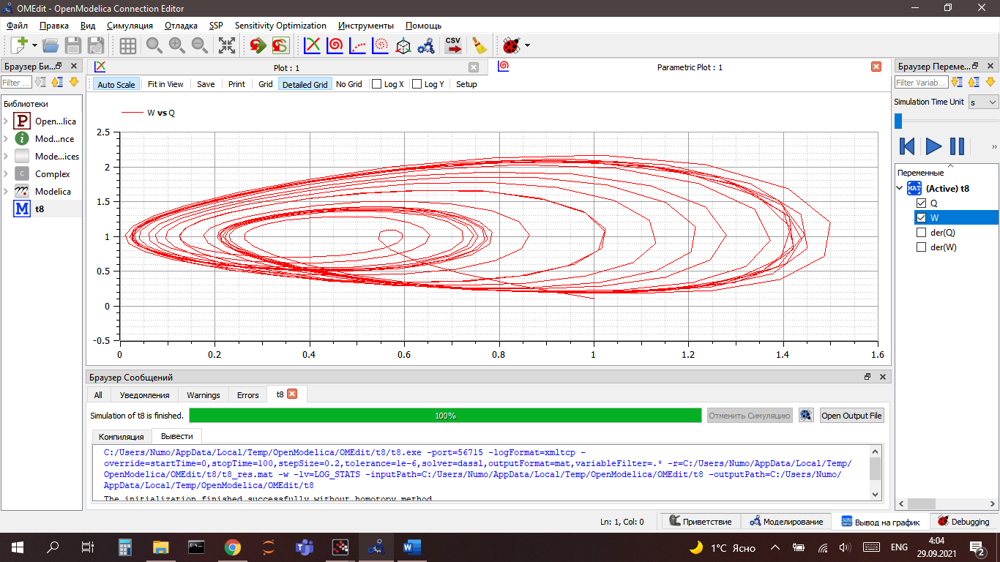 OMEdit - OpenModelica Connection Editor
Файл Правка Вид Симуляция Отладка SSP Sensitivity Optimization Инструменты Помощь
CSV
Браузер Би...
Plot : 1
Parametric Plot : 1
Браузер Переме...
Filter ...
Auto Scale Fit in View Save Print Grid Detailed Grid No Grid Log X Log Y Setup
Filter Variab...
Библиотеки
Simulation Time Unit s
P Open...lica
i Mod...nce
Mode...ices
C Complex
Modelica
M t8
W vs Q
2.5
2
1.5
1
0.5
0
-0.5
0 0.2 0.4 0.6 0.8 1 1.2 1.4 1.6
»
Переменные
MAT (Active) t8
Q
W
der(Q)
der(W)
Браузер Сообщений
All Уведомления Warnings Errors t8
Simulation of t8 is finished. 100% Отменить Симуляцию Open Output File
Компиляция Вывести
C:/Users/Numo/AppData/Local/Temp/OpenModelica/OMEdit/t8/t8.exe -port=56715 -logFormat=xmltcp -
override=startTime=0,stopTime=100,stepSize=0.2,tolerance=1e-6,solver=dassl,outputFormat=mat,variableFilter=.* -r=C:/Users/Numo/AppData/Local/Temp/
OpenModelica/OMEdit/t8/t8_res.mat -w -lv=LOG_STATS -inputPath=C:/Users/Numo/AppData/Local/Temp/OpenModelica/OMEdit/t8 -outputPath=C:/Users/Numo/
AppData/Local/Temp/OpenModelica/OMEdit/t8
The initialization finished successfully without homotopy method.
Ln: 1, Col: 0 Приветствие Моделирование Вывод на график Debugging
1°C Ясно ENG 4:04
29.09.2021
2